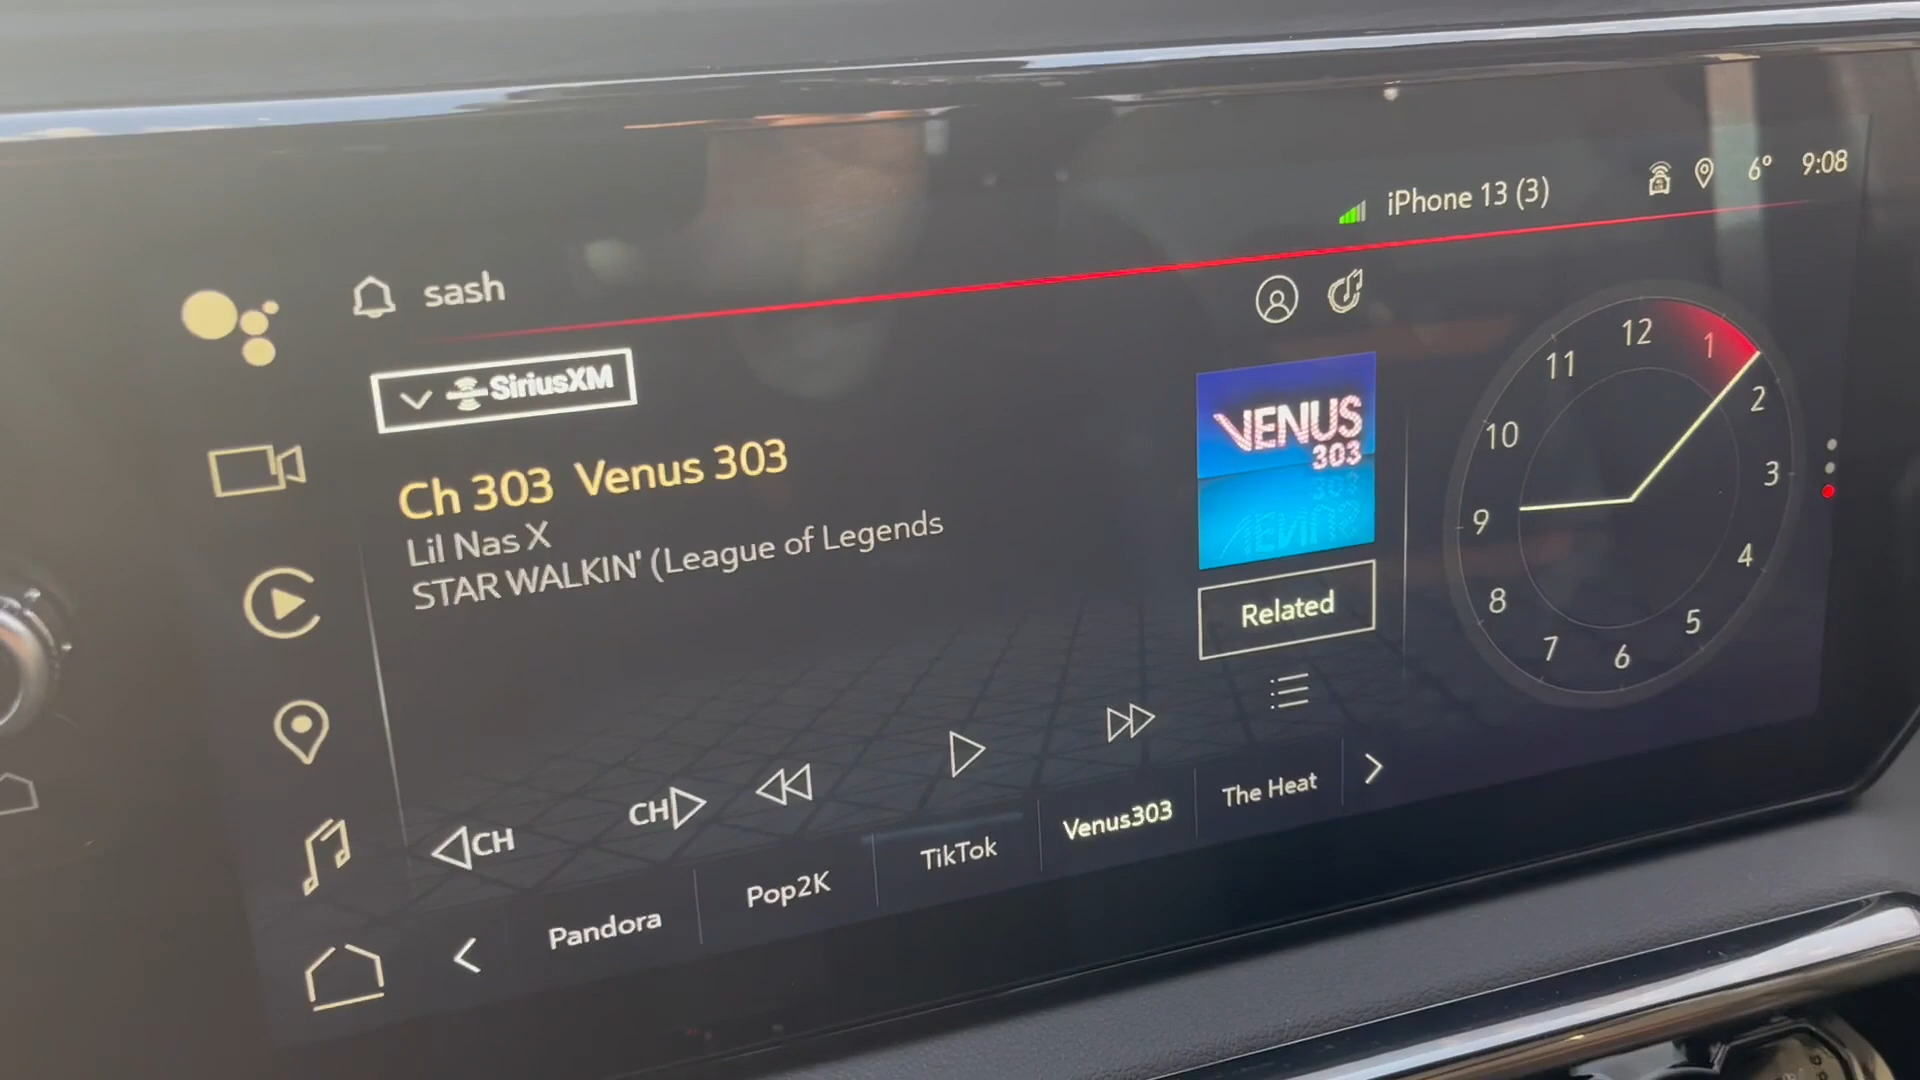 iPhone 13 (3)
6°
9:08
sash
SiriusXM
Ch 303 Venus 303
Lil Nas X
STAR WALKIN' (League of Legends
VENUS
303
Related
CH
CH
Pandora
Pop2K
TikTok
Venus303
The Heat
12
1
2
3
4
5
6
7
8
9
10
11